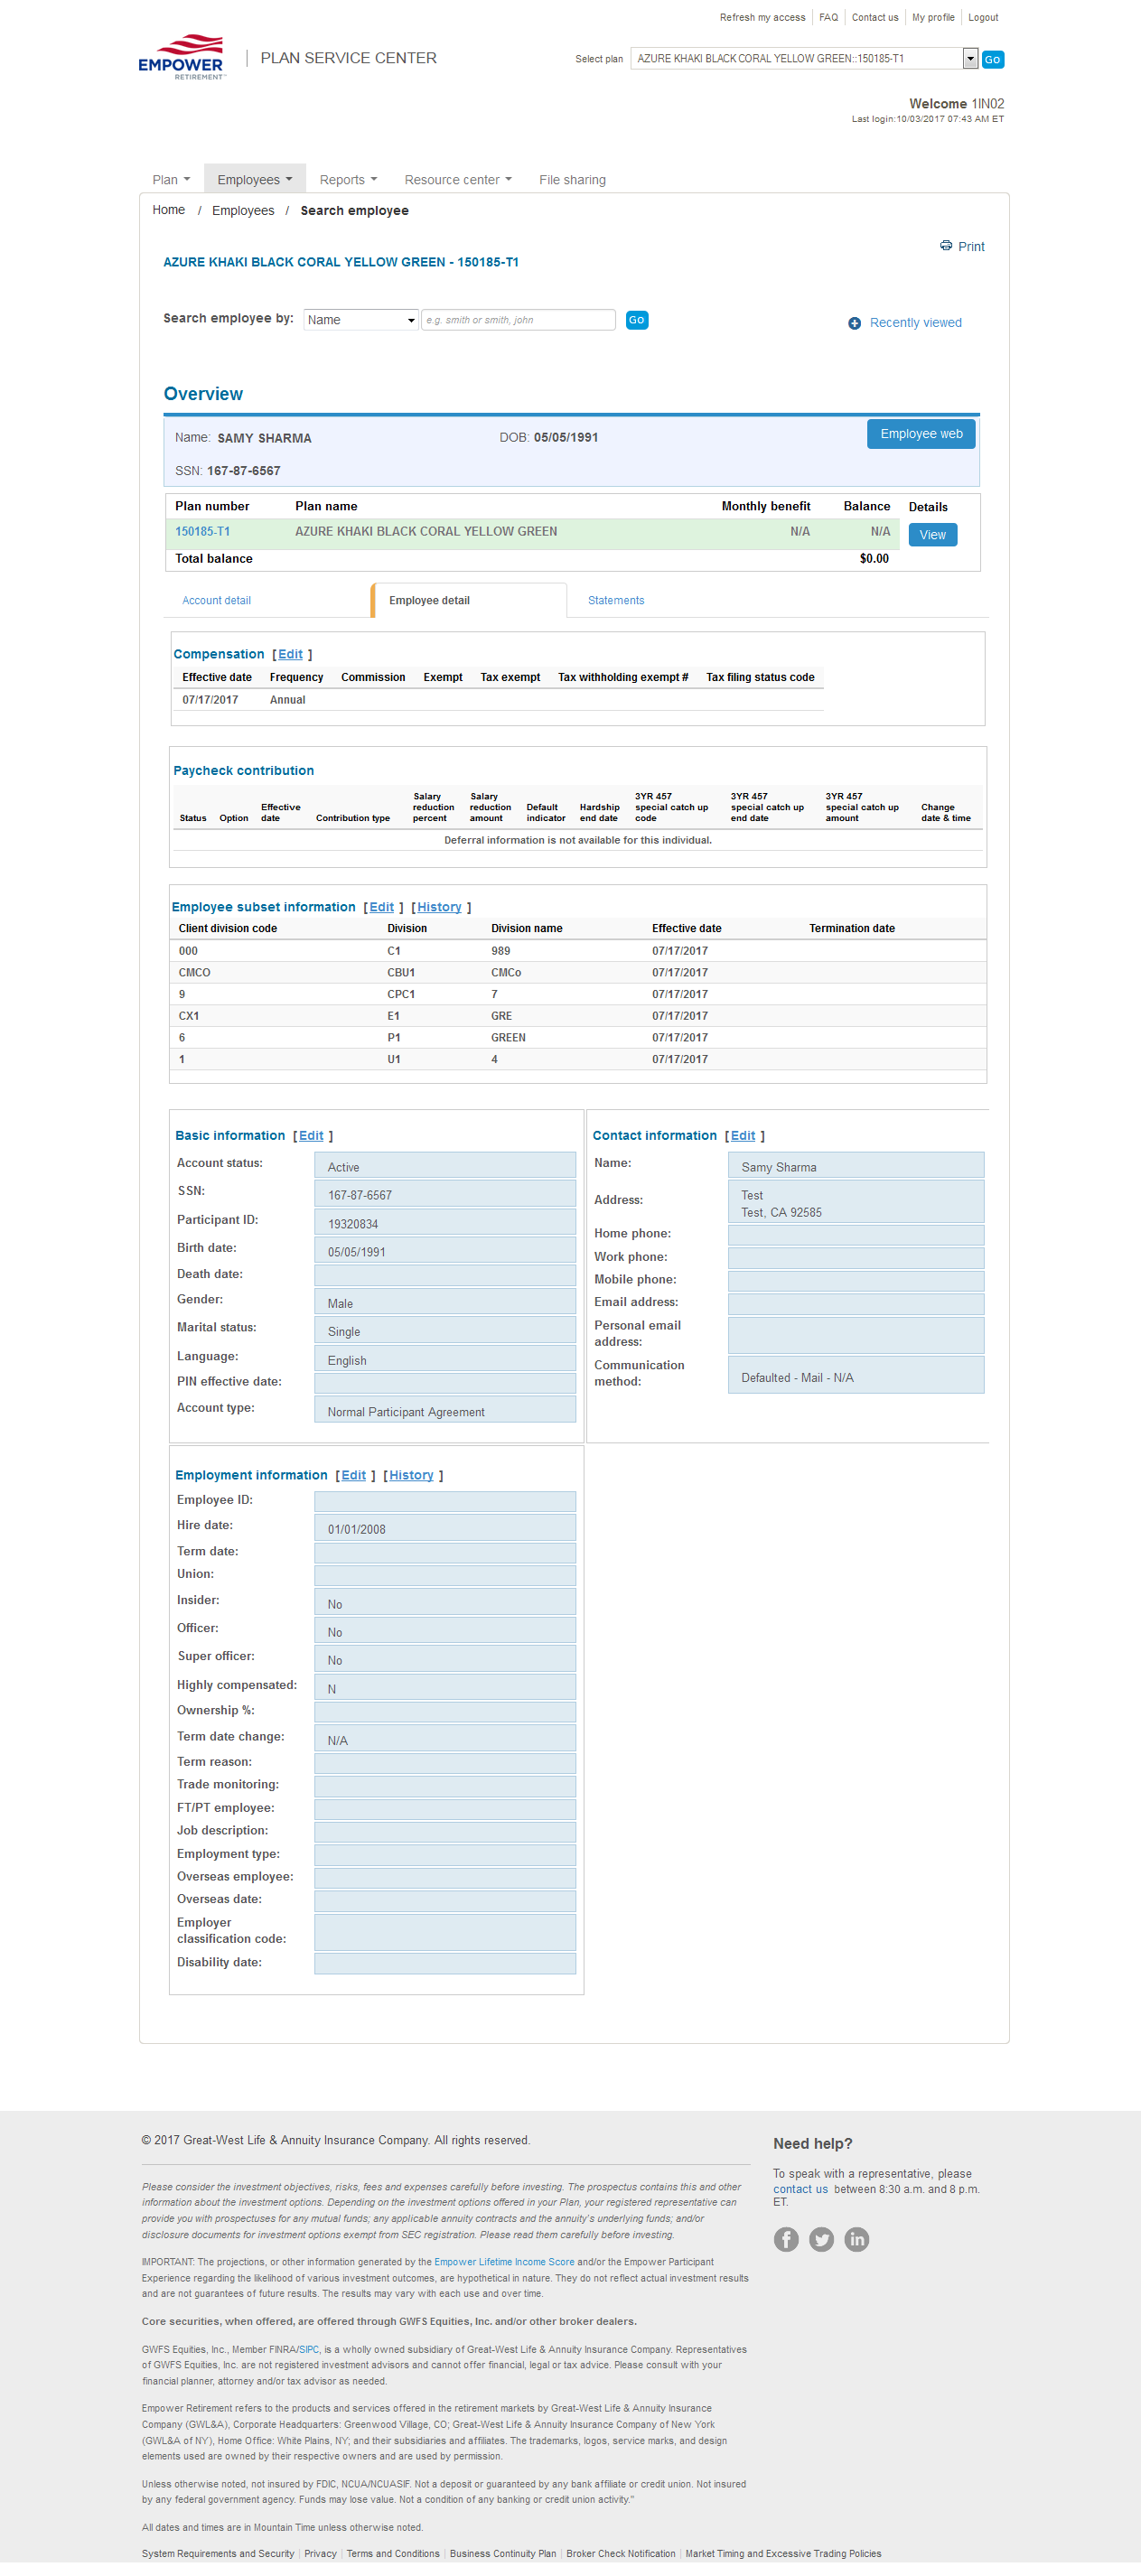 Refresh my access | FAQ | Contact us | My profile | Logout
EMPOWER
RETIREMENT™
PLAN SERVICE CENTER
Select plan AZURE KHAKI BLACK CORAL YELLOW GREEN::150185-T1 Go
Welcome 1IN02
Last login:10/03/2017 07:43 AM ET
Plan Employees Reports Resource center File sharing
Home / Employees / Search employee
Print
AZURE KHAKI BLACK CORAL YELLOW GREEN - 150185-T1
Search employee by: Name e.g. smith or smith, john Go
Recently viewed
Overview
Name: SAMY SHARMA DOB: 05/05/1991 Employee web
SSN: 167-87-6567
Plan number Plan name Monthly benefit Balance Details
150185-T1 AZURE KHAKI BLACK CORAL YELLOW GREEN N/A N/A View
Total balance $0.00
Account detail Employee detail Statements
Compensation [ Edit ]
Effective date Frequency Commission Exempt Tax exempt Tax withholding exempt # Tax filing status code
07/17/2017 Annual
Paycheck contribution
Status Option Effective date Contribution type Salary reduction percent Salary reduction amount Default indicator Hardship end date 3YR 457 special catch up code 3YR 457 special catch up end date 3YR 457 special catch up amount Change date & time
Deferral information is not available for this individual.
Employee subset information [ Edit ] [ History ]
Client division code Division Division name Effective date Termination date
000 C1 989 07/17/2017
CMCO CBU1 CMCo 07/17/2017
9 CPC1 7 07/17/2017
CX1 E1 GRE 07/17/2017
6 P1 GREEN 07/17/2017
1 U1 4 07/17/2017
Basic information [ Edit ]
Account status: Active
SSN: 167-87-6567
Participant ID: 19320834
Birth date: 05/05/1991
Death date:
Gender: Male
Marital status: Single
Language: English
PIN effective date:
Account type: Normal Participant Agreement
Contact information [ Edit ]
Name: Samy Sharma
Address: Test
Test, CA 92585
Home phone:
Work phone:
Mobile phone:
Email address:
Personal email
address:
Communication
method: Defaulted - Mail - N/A
Employment information [ Edit ] [ History ]
Employee ID:
Hire date: 01/01/2008
Term date:
Union:
Insider: No
Officer: No
Super officer: No
Highly compensated: N
Ownership %:
Term date change: N/A
Term reason:
Trade monitoring:
FT/PT employee:
Job description:
Employment type:
Overseas employee:
Overseas date:
Employer
classification code:
Disability date:
© 2017 Great-West Life & Annuity Insurance Company. All rights reserved.
Please consider the investment objectives, risks, fees and expenses carefully before investing. The prospectus contains this and other
information about the investment options. Depending on the investment options offered in your Plan, your registered representative can
provide you with prospectuses for any mutual funds; any applicable annuity contracts and the annuity's underlying funds; and/or
disclosure documents for investment options exempt from SEC registration. Please read them carefully before investing.
IMPORTANT: The projections, or other information generated by the Empower Lifetime Income Score and/or the Empower Participant
Experience regarding the likelihood of various investment outcomes, are hypothetical in nature. They do not reflect actual investment results
and are not guarantees of future results. The results may vary with each use and over time.
Core securities, when offered, are offered through GWFS Equities, Inc. and/or other broker dealers.
GWFS Equities, Inc., Member FINRA/SIPC, is a wholly owned subsidiary of Great-West Life & Annuity Insurance Company. Representatives
of GWFS Equities, Inc. are not registered investment advisors and cannot offer financial, legal or tax advice. Please consult with your
financial planner, attorney and/or tax advisor as needed.
Empower Retirement refers to the products and services offered in the retirement markets by Great-West Life & Annuity Insurance
Company (GWL&A), Corporate Headquarters: Greenwood Village, CO; Great-West Life & Annuity Insurance Company of New York
(GWL&A of NY), Home Office: White Plains, NY; and their subsidiaries and affiliates. The trademarks, logos, service marks, and design
elements used are owned by their respective owners and are used by permission.
Unless otherwise noted, not insured by FDIC, NCUA/NCUASIF. Not a deposit or guaranteed by any bank affiliate or credit union. Not insured
by any federal government agency. Funds may lose value. Not a condition of any banking or credit union activity."
All dates and times are in Mountain Time unless otherwise noted.
System Requirements and Security | Privacy | Terms and Conditions | Business Continuity Plan | Broker Check Notification | Market Timing and Excessive Trading Policies
Need help?
To speak with a representative, please
contact us between 8:30 a.m. and 8 p.m.
ET.